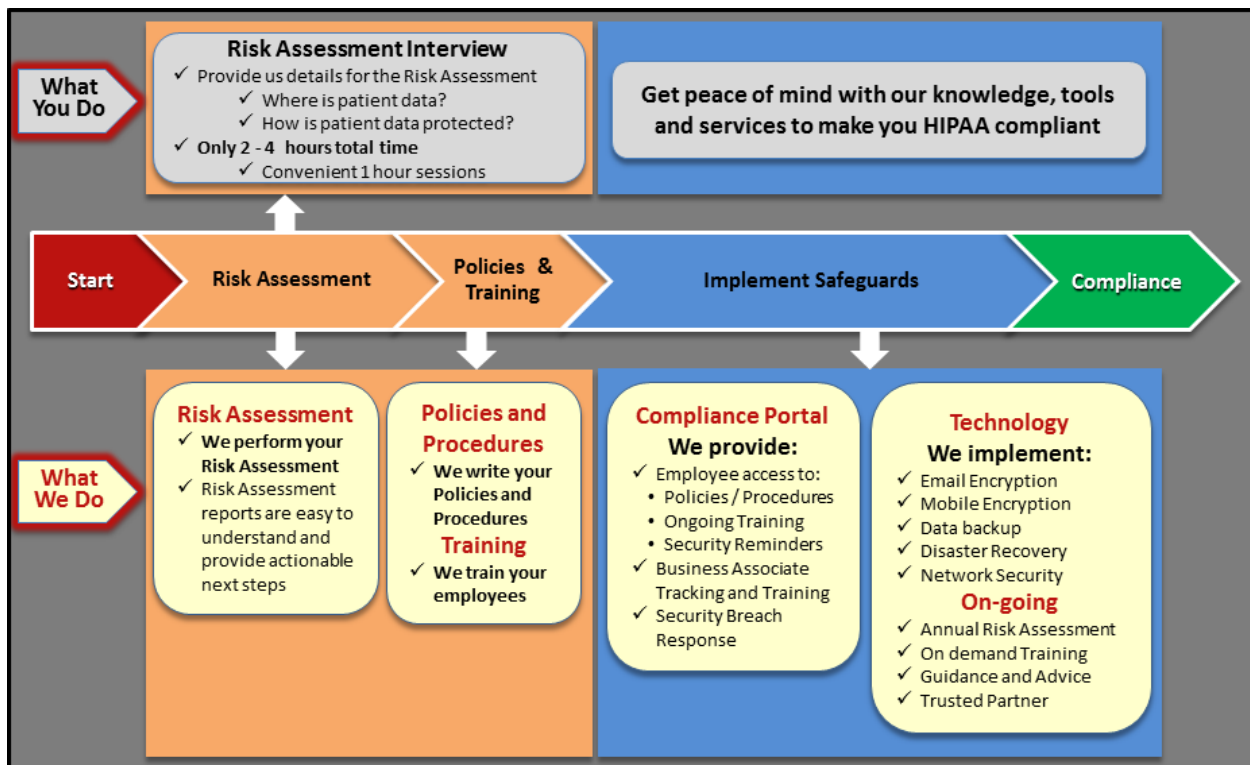 What
You Do
Risk Assessment Interview
✓ Provide us details for the Risk Assessment
✓ Where is patient data?
✓ How is patient data protected?
✓ Only 2 - 4 hours total time
✓ Convenient 1 hour sessions
Get peace of mind with our knowledge, tools
and services to make you HIPAA compliant
Start
Risk Assessment
Policies &
Training
Implement Safeguards
Compliance
What
We Do
Risk Assessment
✓ We perform your
Risk Assessment
✓ Risk Assessment
reports are easy to
understand and
provide actionable
next steps
Policies and
Procedures
✓ We write your
Policies and
Procedures
Training
✓ We train your
employees
Compliance Portal
We provide:
✓ Employee access to:
• Policies / Procedures
• Ongoing Training
• Security Reminders
✓ Business Associate
Tracking and Training
✓ Security Breach
Response
Technology
We implement:
✓ Email Encryption
✓ Mobile Encryption
✓ Data backup
✓ Disaster Recovery
✓ Network Security
On-going
✓ Annual Risk Assessment
✓ On demand Training
✓ Guidance and Advice
✓ Trusted Partner